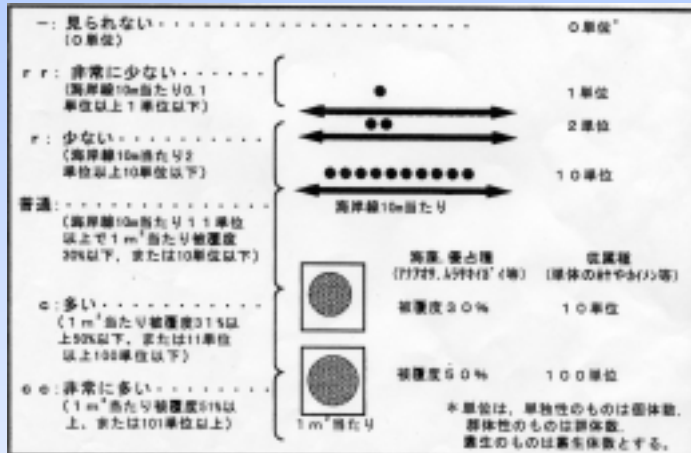 −: 見られない・・・・・・・・・・・・・・・・・・・・・・・・ 0単位*
(0単位)
rr: 非常に少ない・・・・・・
(海岸線10m当たり0.1
単位以上1単位以下)
1単位
2単位
r: 少ない・・・・・・・・・・
(海岸線10m当たり2
単位以上10単位以下)
10単位
海岸線10m当たり
普通:・・・・・・・・・・・・・
(海岸線10m当たり11単位
以上で1m²当たり被覆度
30%以下, または10単位以下)
海藻, 優占種
従属種
被覆度30% 10単位
c: 多い・・・・・・・・・・・
(1m²当たり被覆度31%以
上50%以下, または11単位
以上100単位以下)
被覆度50% 100単位
cc: 非常に多い・・・・・・・
(1m²当たり被覆度51%以
上, または101単位以上)
1m²当たり
*単位は, 単独性のものは個体数,
群体性のものは群体数,
叢生のものは叢生体数とする。